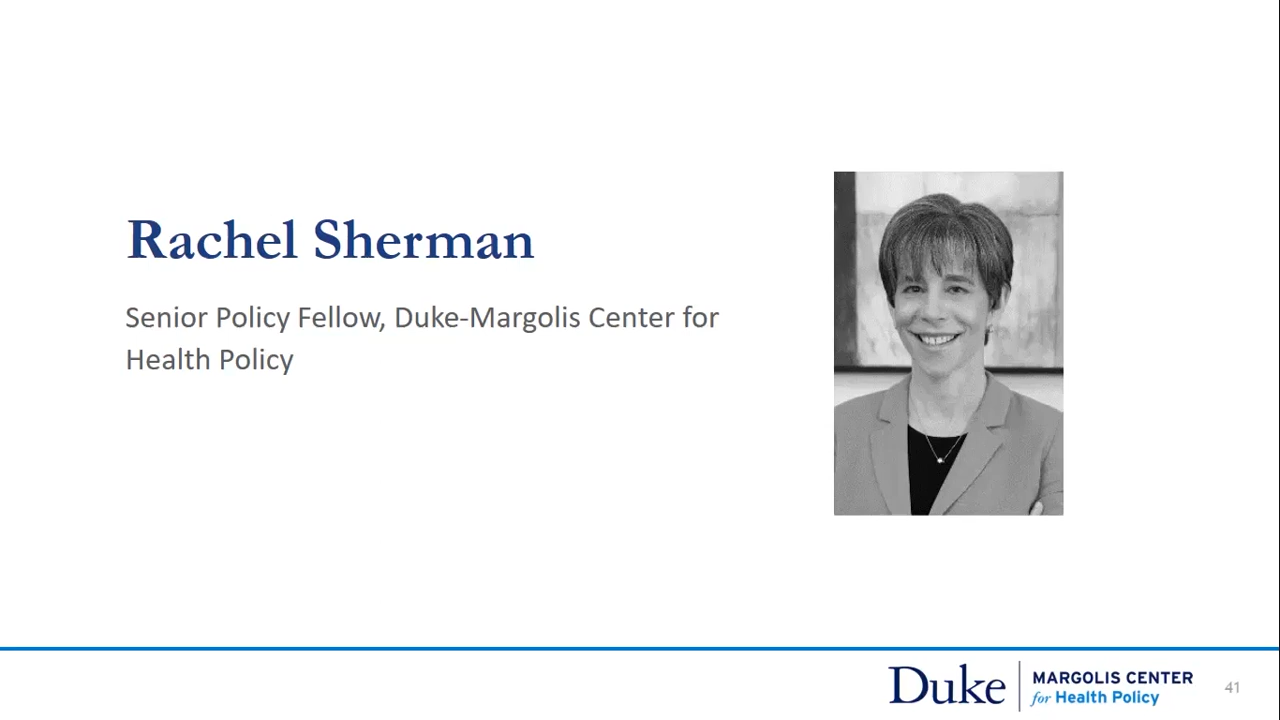 Rachel Sherman
Senior Policy Fellow, Duke-Margolis Center for
Health Policy
Duke
MARGOLIS CENTER
for Health Policy
41